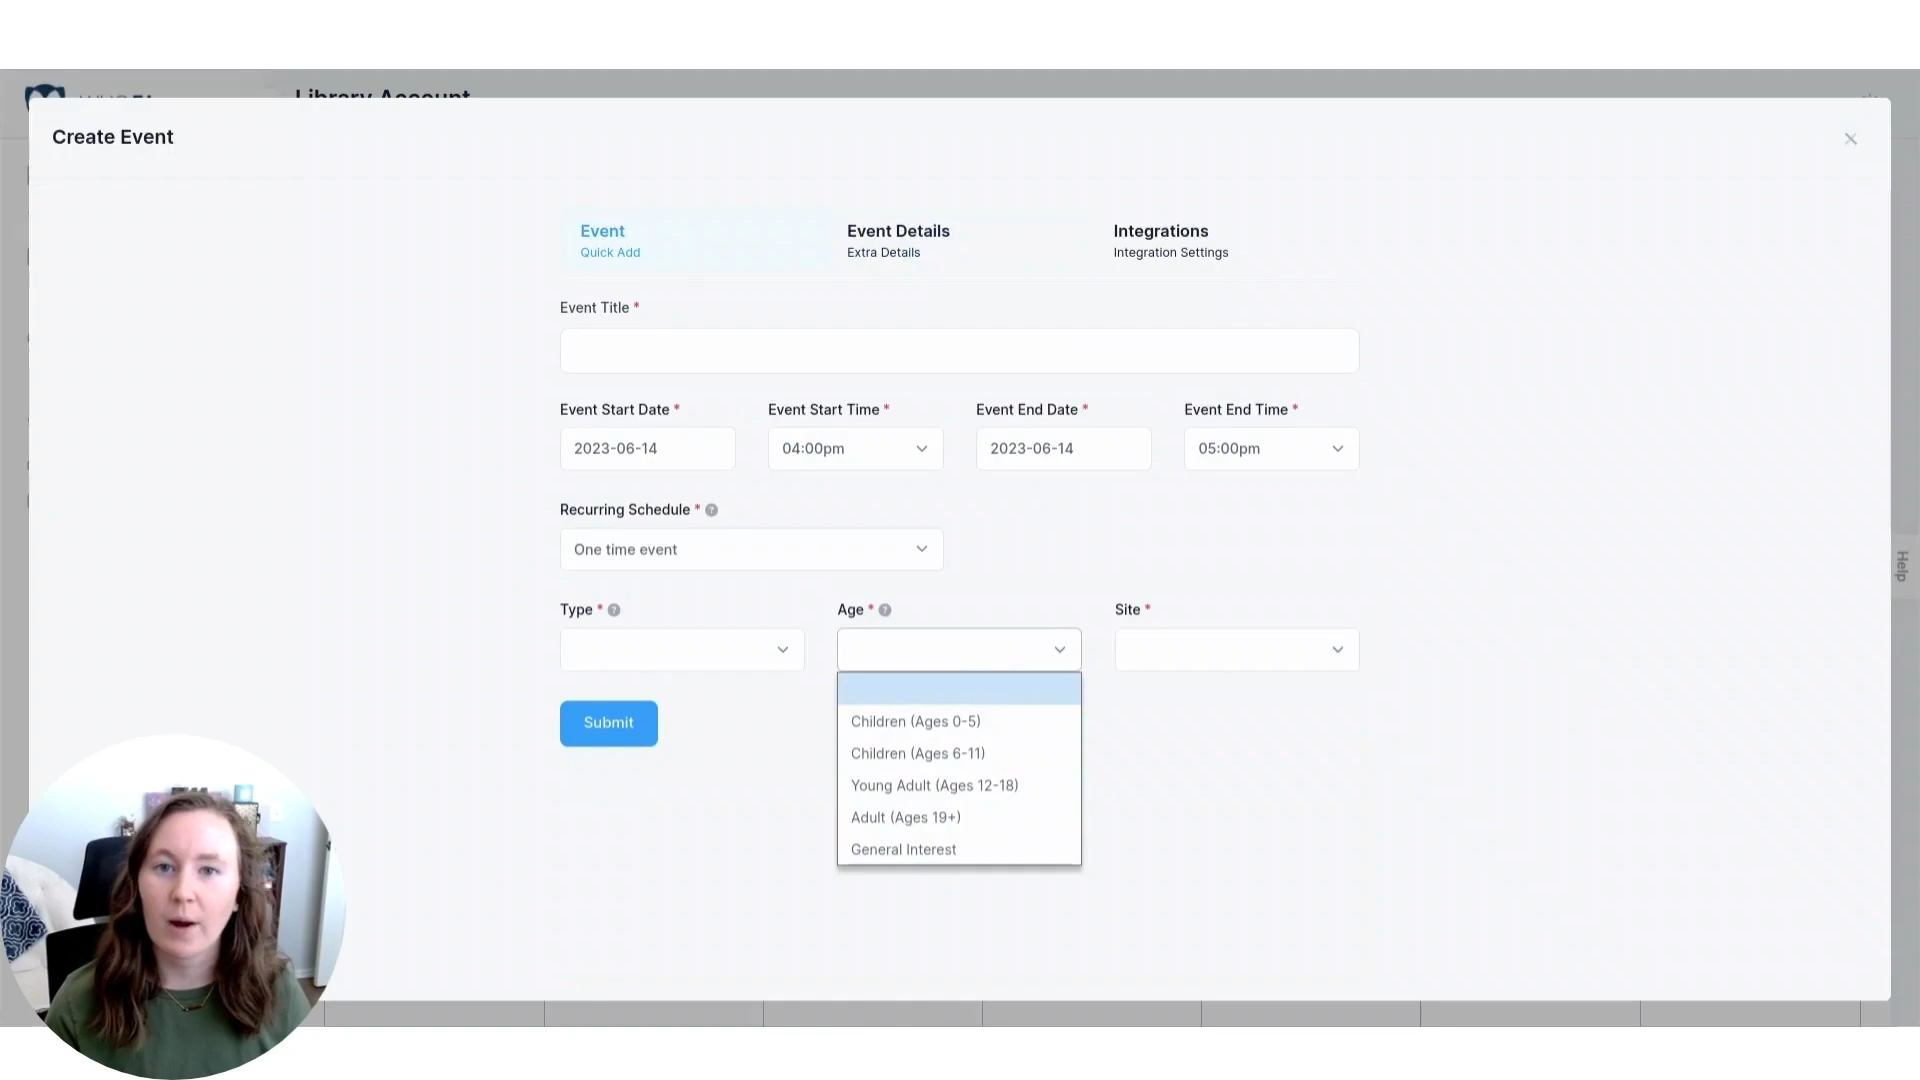 Library Account
Create Event
Event
Quick Add
Event Details
Extra Details
Integrations
Integration Settings
Event Title *
Event Start Date *
Event Start Time *
Event End Date *
Event End Time *
2023-06-14
04:00pm
2023-06-14
05:00pm
Recurring Schedule * ?
One time event
Help
Type * ?
Age * ?
Site *
Children (Ages 0-5)
Submit
Children (Ages 6-11)
Young Adult (Ages 12-18)
Adult (Ages 19+)
General Interest